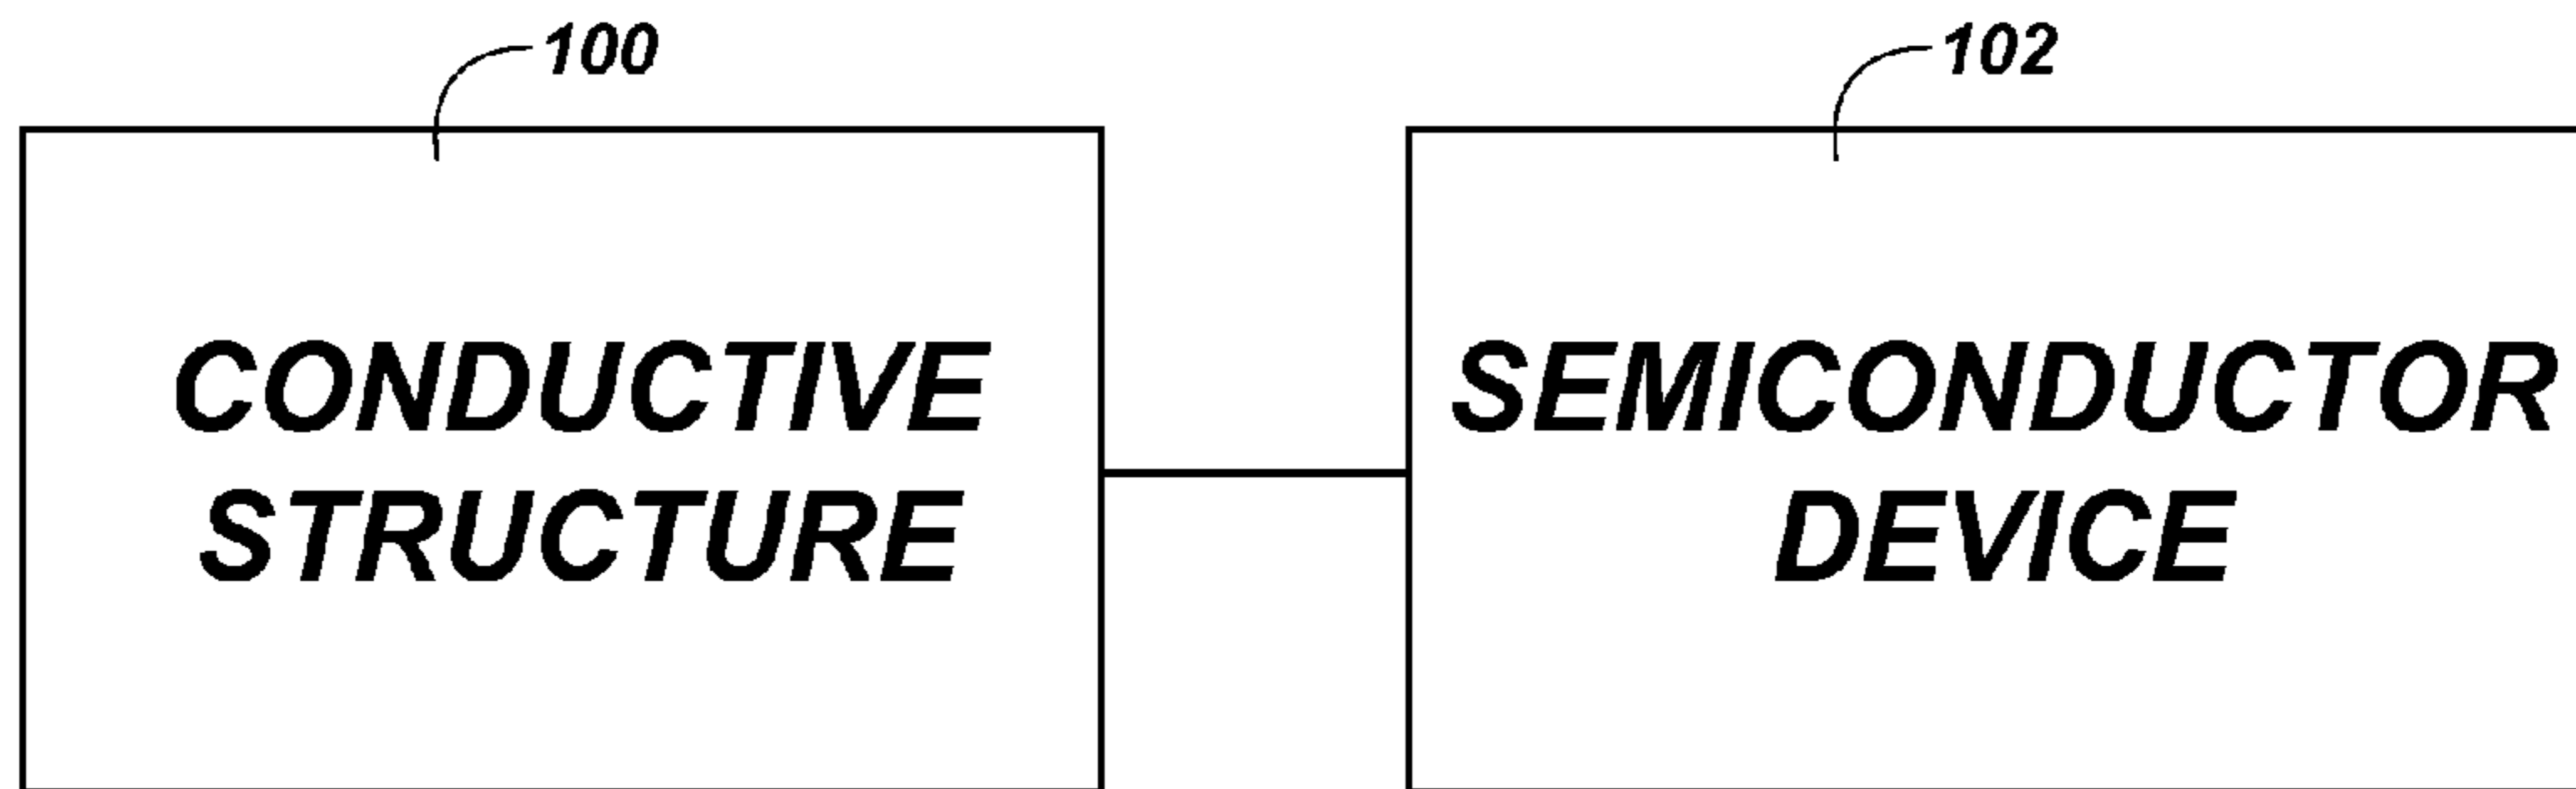 100
102
CONDUCTIVE
STRUCTURE
SEMICONDUCTOR
DEVICE